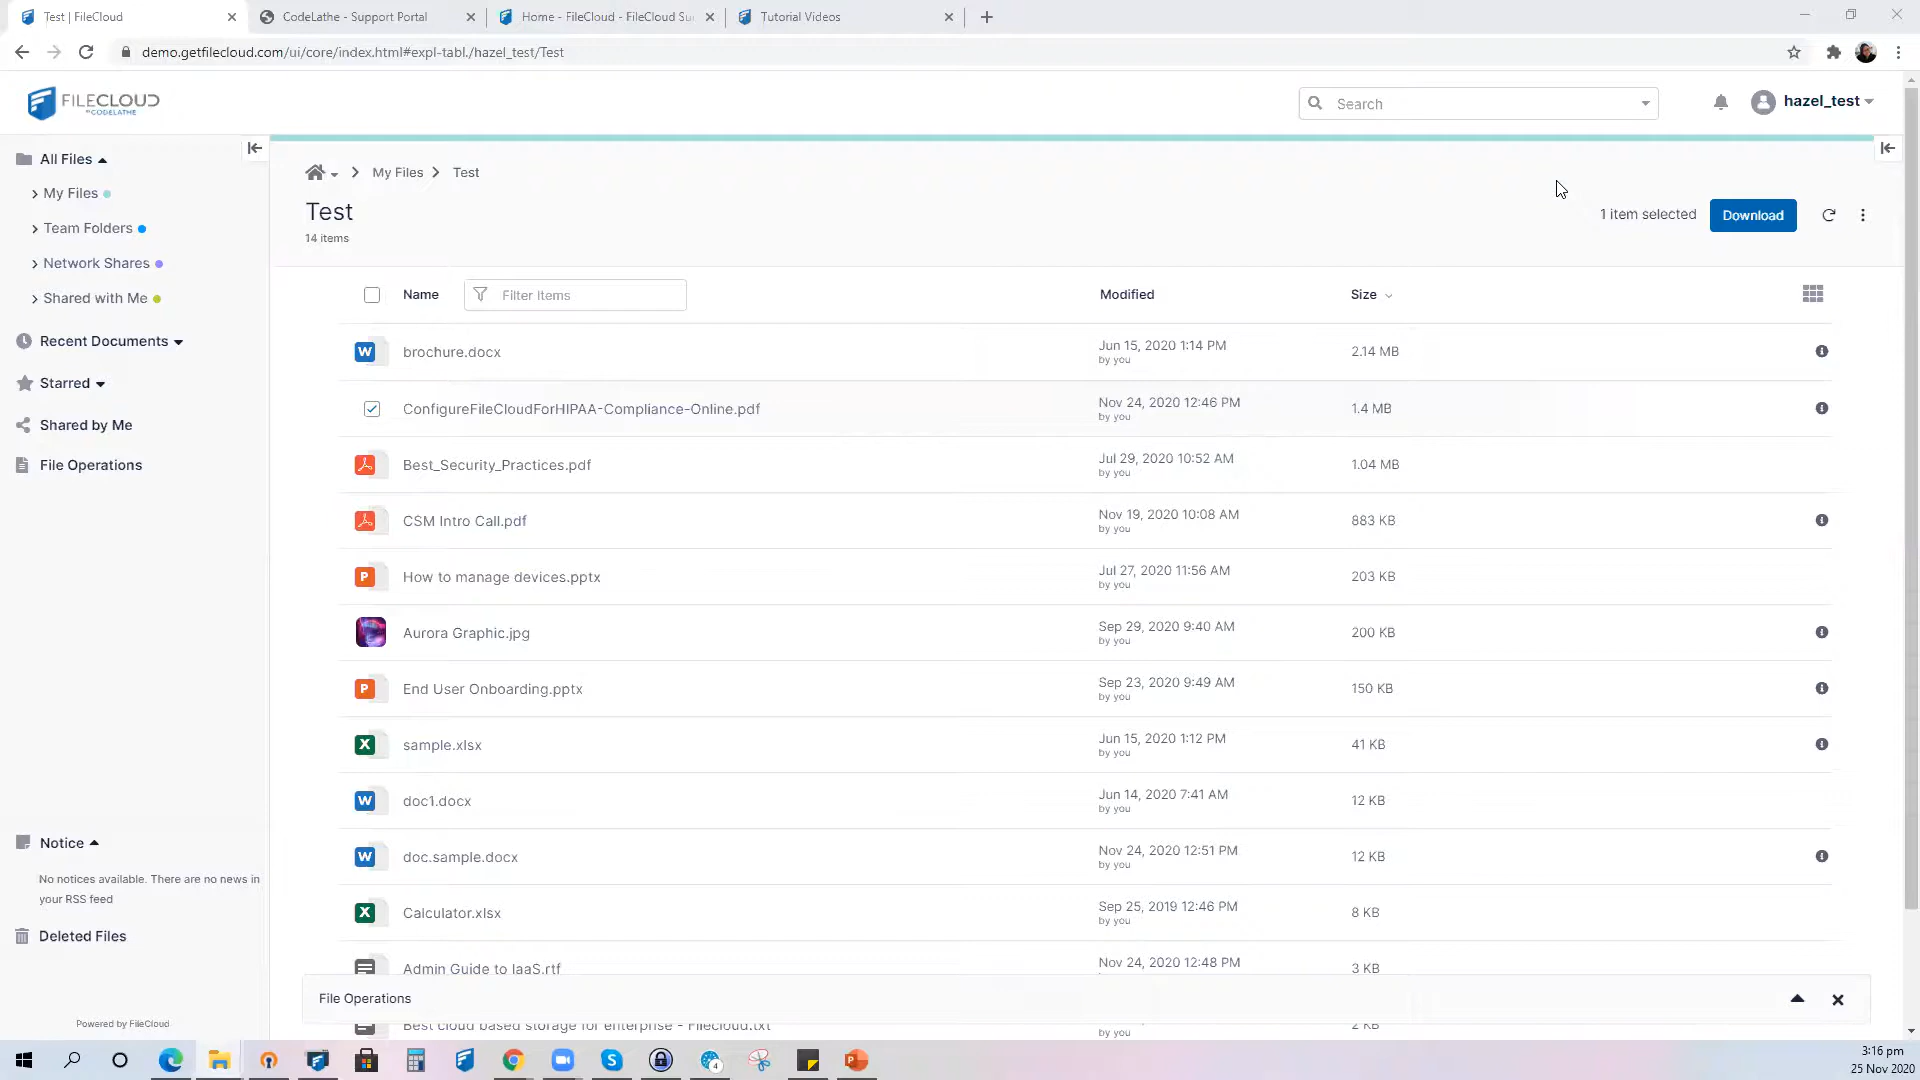 Test | FileCloud
CodeLathe - Support Portal
Home - FileCloud - FileCloud Su
Tutorial Videos
demo.getfilecloud.com/ui/core/index.html#expl-tabl./hazel_test/Test
FILECLOUD
BY CODELATHE
Search
hazel_test
All Files
My Files
Team Folders
Network Shares
Shared with Me
Recent Documents
Starred
Shared by Me
File Operations
Notice
No notices available. There are no news in
your RSS feed
Deleted Files
Powered by FileCloud
My Files
Test
Test
14 items
1 item selected
Download
Name
Filter Items
Modified
Size
brochure.docx
Jun 15, 2020 1:14 PM
by you
2.14 MB
ConfigureFileCloudForHIPAA-Compliance-Online.pdf
Nov 24, 2020 12:46 PM
by you
1.4 MB
Best_Security_Practices.pdf
Jul 29, 2020 10:52 AM
by you
1.04 MB
CSM Intro Call.pdf
Nov 19, 2020 10:08 AM
by you
883 KB
How to manage devices.pptx
Jul 27, 2020 11:56 AM
by you
203 KB
Aurora Graphic.jpg
Sep 29, 2020 9:40 AM
by you
200 KB
End User Onboarding.pptx
Sep 23, 2020 9:49 AM
by you
150 KB
sample.xlsx
Jun 15, 2020 1:12 PM
by you
41 KB
doc1.docx
Jun 14, 2020 7:41 AM
by you
12 KB
doc.sample.docx
Nov 24, 2020 12:51 PM
by you
12 KB
Calculator.xlsx
Sep 25, 2019 12:46 PM
by you
8 KB
Admin Guide to IaaS.rtf
Nov 24, 2020 12:48 PM
3 KB
File Operations
Best cloud based storage for enterprise - Filecloud.txt
by you
2 KB
3:16 pm
25 Nov 2020